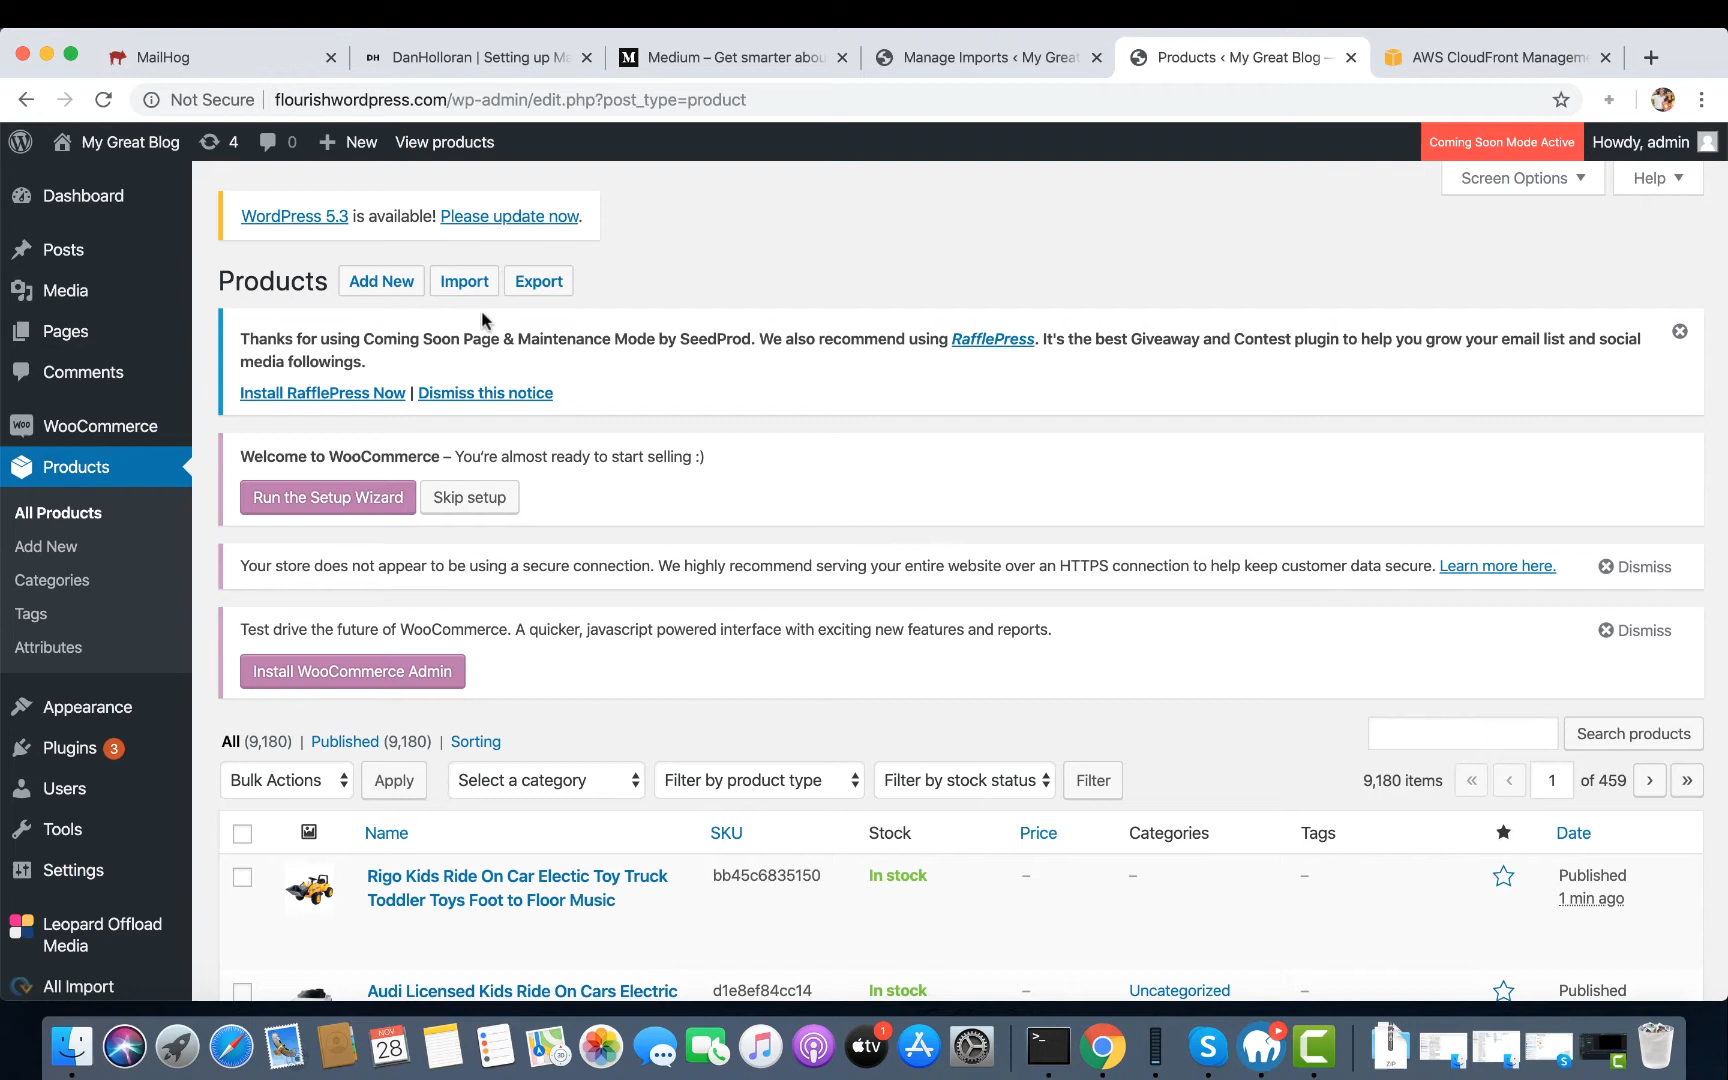 MailHog
DanHolloran | Setting up Ma
Medium – Get smarter abou
Manage Imports ‹ My Great
Products ‹ My Great Blog —
AWS CloudFront Manageme
Not Secure
flourishwordpress.com/wp-admin/edit.php?post_type=product
My Great Blog
4
0
New
View products
Coming Soon Mode Active
Howdy, admin
Dashboard
Posts
Media
Pages
Comments
WooCommerce
Products
All Products
Add New
Categories
Tags
Attributes
Appearance
Plugins 3
Users
Tools
Settings
Leopard Offload
Media
All Import
Screen Options
Help
WordPress 5.3 is available! Please update now.
Products
Add New
Import
Export
Thanks for using Coming Soon Page & Maintenance Mode by SeedProd. We also recommend using RafflePress. It's the best Giveaway and Contest plugin to help you grow your email list and social
media followings.
Install RafflePress Now | Dismiss this notice
Welcome to WooCommerce – You're almost ready to start selling :)
Run the Setup Wizard
Skip setup
Your store does not appear to be using a secure connection. We highly recommend serving your entire website over an HTTPS connection to help keep customer data secure. Learn more here.
Dismiss
Test drive the future of WooCommerce. A quicker, javascript powered interface with exciting new features and reports.
Dismiss
Install WooCommerce Admin
All (9,180) | Published (9,180) | Sorting
Search products
Bulk Actions
Apply
Select a category
Filter by product type
Filter by stock status
Filter
9,180 items
«
‹
1
of 459
›
»
Name
SKU
Stock
Price
Categories
Tags
Date
Rigo Kids Ride On Car Electic Toy Truck
Toddler Toys Foot to Floor Music
bb45c6835150
In stock
–
–
–
Published
1 min ago
Audi Licensed Kids Ride On Cars Electric
d1e8ef84cc14
In stock
–
Uncategorized
–
Published
NOV
28
tv
1